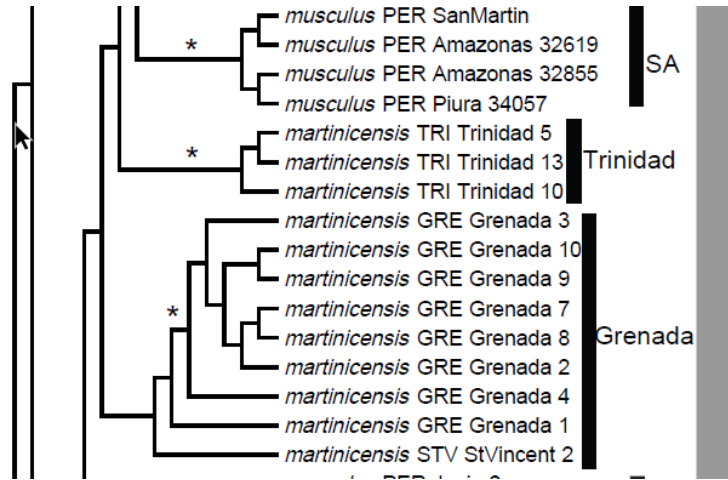 musculus PER SanMartin
* musculus PER Amazonas 32619
musculus PER Amazonas 32855
SA
musculus PER Piura 34057
martinicensis TRI Trinidad 5
* martinicensis TRI Trinidad 13
Trinidad
martinicensis TRI Trinidad 10
martinicensis GRE Grenada 3
martinicensis GRE Grenada 10
martinicensis GRE Grenada 9
* martinicensis GRE Grenada 7
martinicensis GRE Grenada 8
Grenada
martinicensis GRE Grenada 2
martinicensis GRE Grenada 4
martinicensis GRE Grenada 1
martinicensis STV StVincent 2